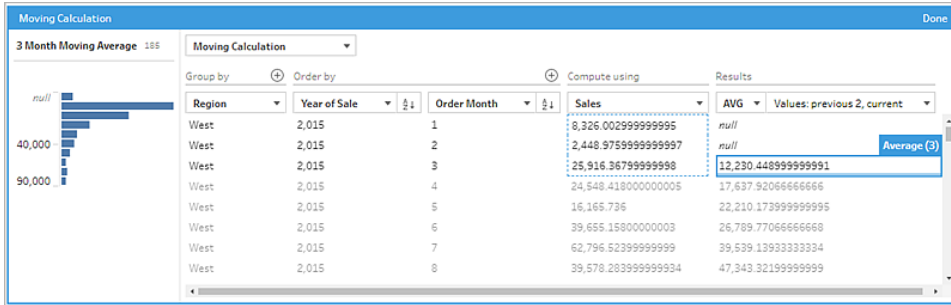 Moving Calculation Done
3 Month Moving Average 185
Moving Calculation
Group by Order by Compute using Results
Region Year of Sale Order Month Sales AVG Values: previous 2, current
null
40,000
90,000
West 2,015 1 8,326.002999999995 null
West 2,015 2 2,448.9759999999997 null Average (3)
West 2,015 3 25,916.36799999998 12,230.448999999991
West 2,015 4 24,548.418000000005 17,637.92066666666
West 2,015 5 16,165.736 22,210.173999999995
West 2,015 6 39,655.15800000003 26,789.77066666668
West 2,015 7 62,796.52399999999 39,539.13933333334
West 2,015 8 39,578.283999999934 47,343.32199999999